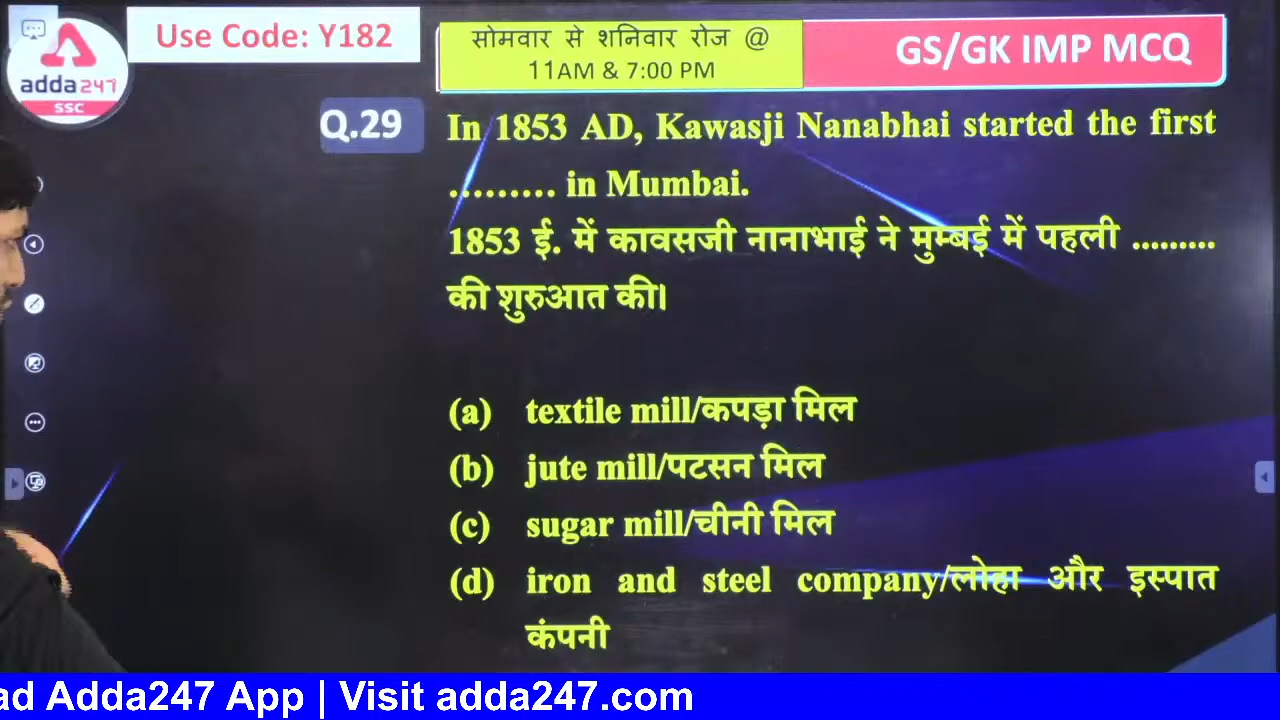 adda247
SSC
Use Code: Y182
सोमवार से शनिवार रोज @
11AM & 7:00 PM
GS/GK IMP MCQ
Q.29
In 1853 AD, Kawasji Nanabhai started the first
……… in Mumbai.
1853 ई. में कावसजी नानाभाई ने मुम्बई में पहली ………
की शुरुआत की।
(a) textile mill/कपड़ा मिल
(b) jute mill/पटसन मिल
(c) sugar mill/चीनी मिल
(d) iron and steel company/लोहा और इस्पात
कंपनी
ad Adda247 App | Visit adda247.com